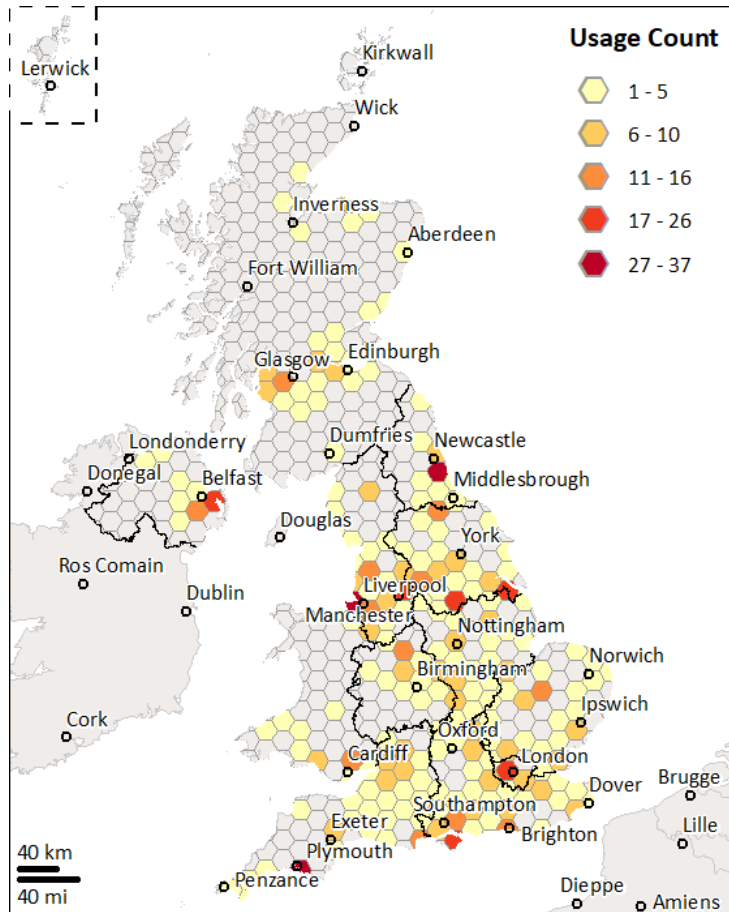 Usage Count
1 - 5
6 - 10
11 - 16
17 - 26
27 - 37
Lerwick
Kirkwall
Wick
Inverness
Aberdeen
Fort William
Glasgow
Edinburgh
Dumfries
Newcastle
Londonderry
Donegal
Belfast
Middlesbrough
Douglas
York
Ros Comain
Liverpool
Dublin
Manchester
Nottingham
Norwich
Birmingham
Ipswich
Cork
Oxford
Cardiff
London
Dover
Brugge
Southampton
Exeter
Brighton
Lille
Plymouth
40 km
Penzance
40 mi
Dieppe
Amiens